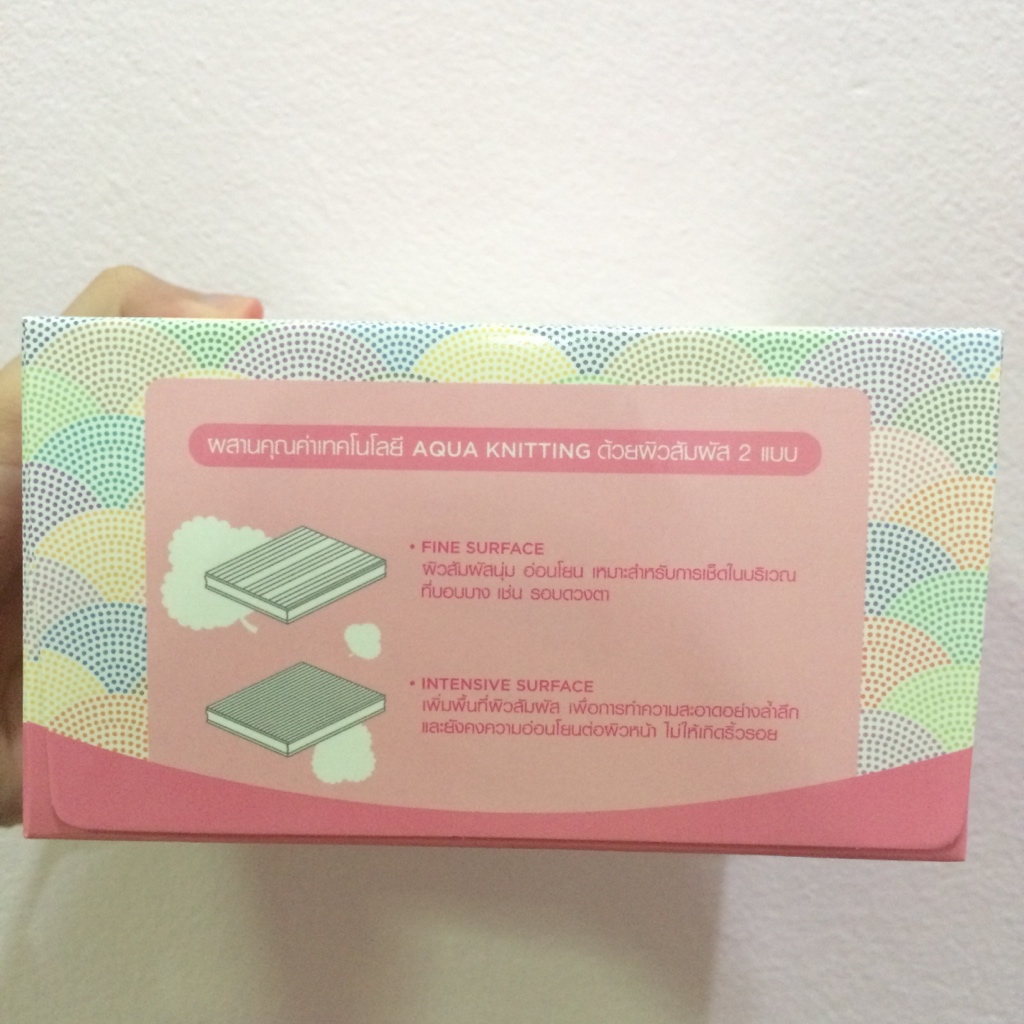 ผสานคุณค่าเทคโนโลยี AQUA KNITTING ด้วยผิวสัมผัส 2 แบบ
• FINE SURFACE
ผิวสัมผัสนุ่ม อ่อนโยน เหมาะสำหรับการเช็ดในบริเวณ
ที่บอบบาง เช่น รอบดวงตา
• INTENSIVE SURFACE
เพิ่มพื้นที่ผิวสัมผัส เพื่อการทำความสะอาดอย่างล้ำลึก
และยังคงความอ่อนโยนต่อผิวหน้า ไม่ให้เกิดริ้วรอย